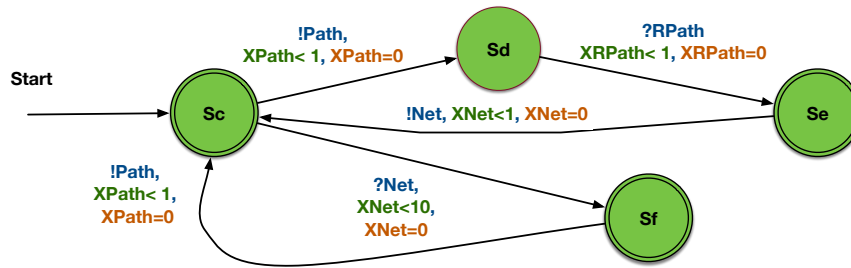 !Path,
XPath< 1, XPath=0
Sd
?RPath
XRPath< 1, XRPath=0
Start
Sc
!Net, XNet<1, XNet=0
Se
!Path,
XPath< 1,
XPath=0
?Net,
XNet<10,
XNet=0
Sf